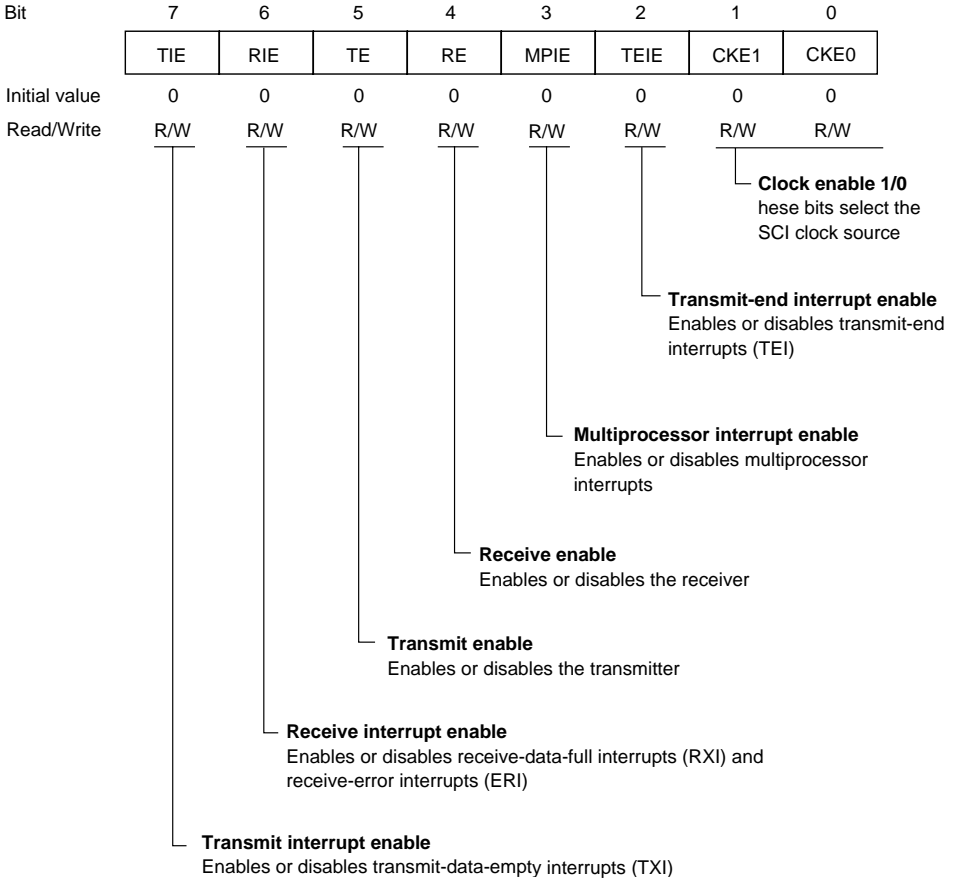 Bit 7 6 5 4 3 2 1 0
TIE RIE TE RE MPIE TEIE CKE1 CKE0
Initial value 0 0 0 0 0 0 0 0
Read/Write R/W R/W R/W R/W R/W R/W R/W R/W
Clock enable 1/0
hese bits select the
SCI clock source
Transmit-end interrupt enable
Enables or disables transmit-end
interrupts (TEI)
Multiprocessor interrupt enable
Enables or disables multiprocessor
interrupts
Receive enable
Enables or disables the receiver
Transmit enable
Enables or disables the transmitter
Receive interrupt enable
Enables or disables receive-data-full interrupts (RXI) and
receive-error interrupts (ERI)
Transmit interrupt enable
Enables or disables transmit-data-empty interrupts (TXI)